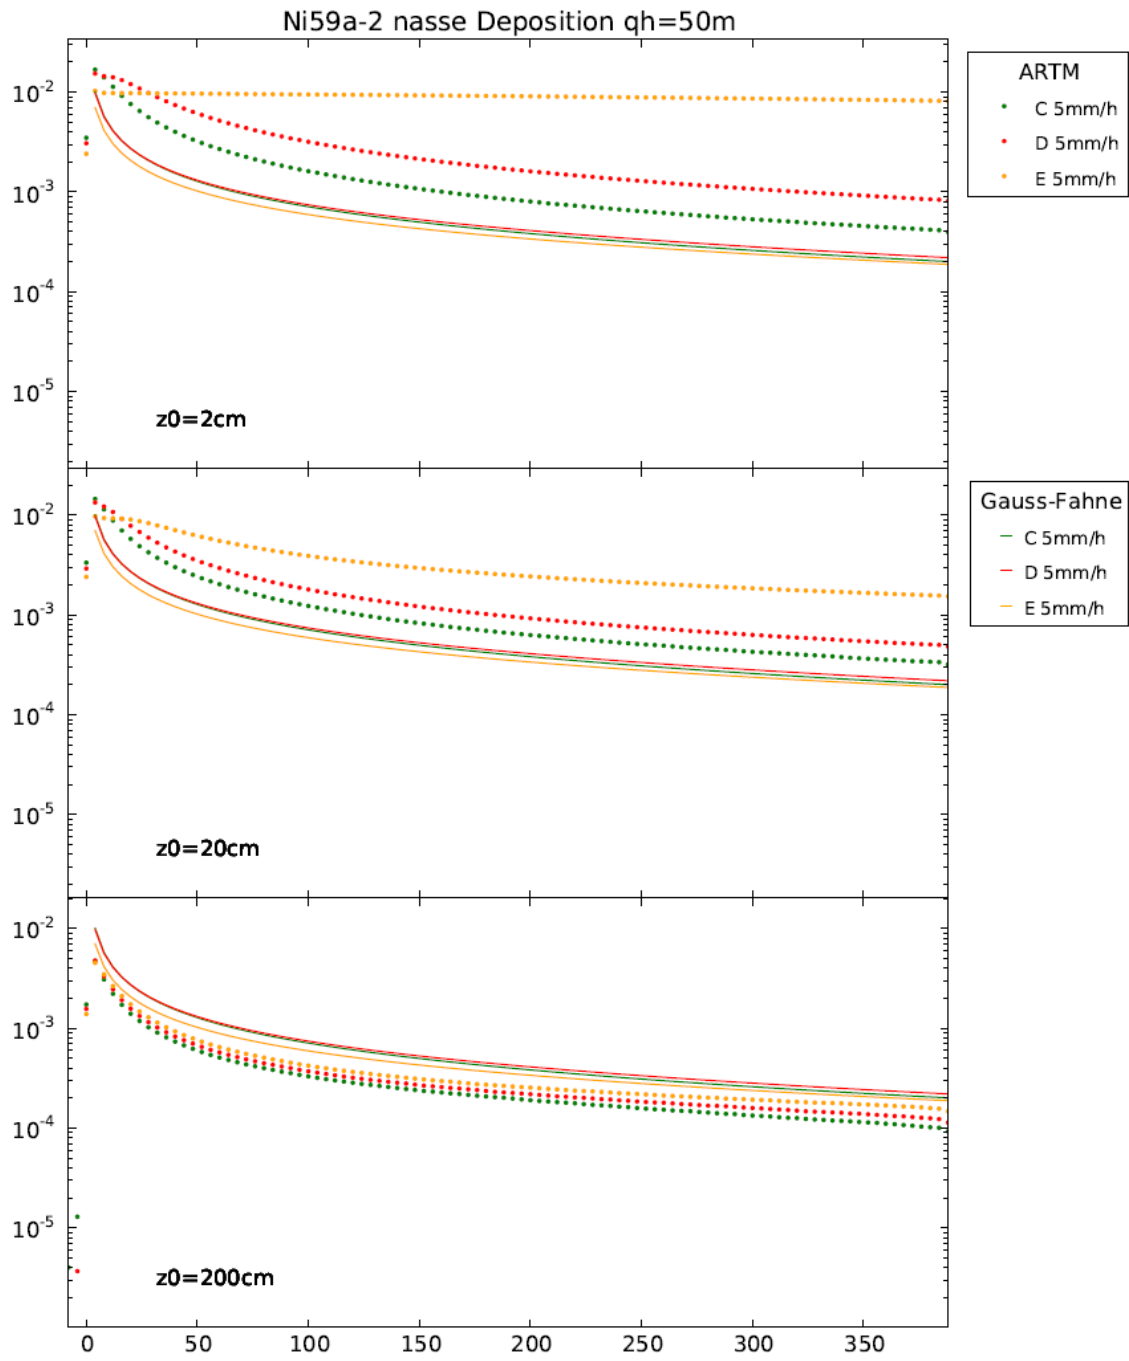 Ni59a-2 nasse Deposition qh=50m
10^-2
10^-3
10^-4
10^-5
z0=2cm
ARTM
C 5mm/h
D 5mm/h
E 5mm/h
10^-2
10^-3
10^-4
10^-5
z0=20cm
Gauss-Fahne
C 5mm/h
D 5mm/h
E 5mm/h
10^-2
10^-3
10^-4
10^-5
z0=200cm
0 50 100 150 200 250 300 350